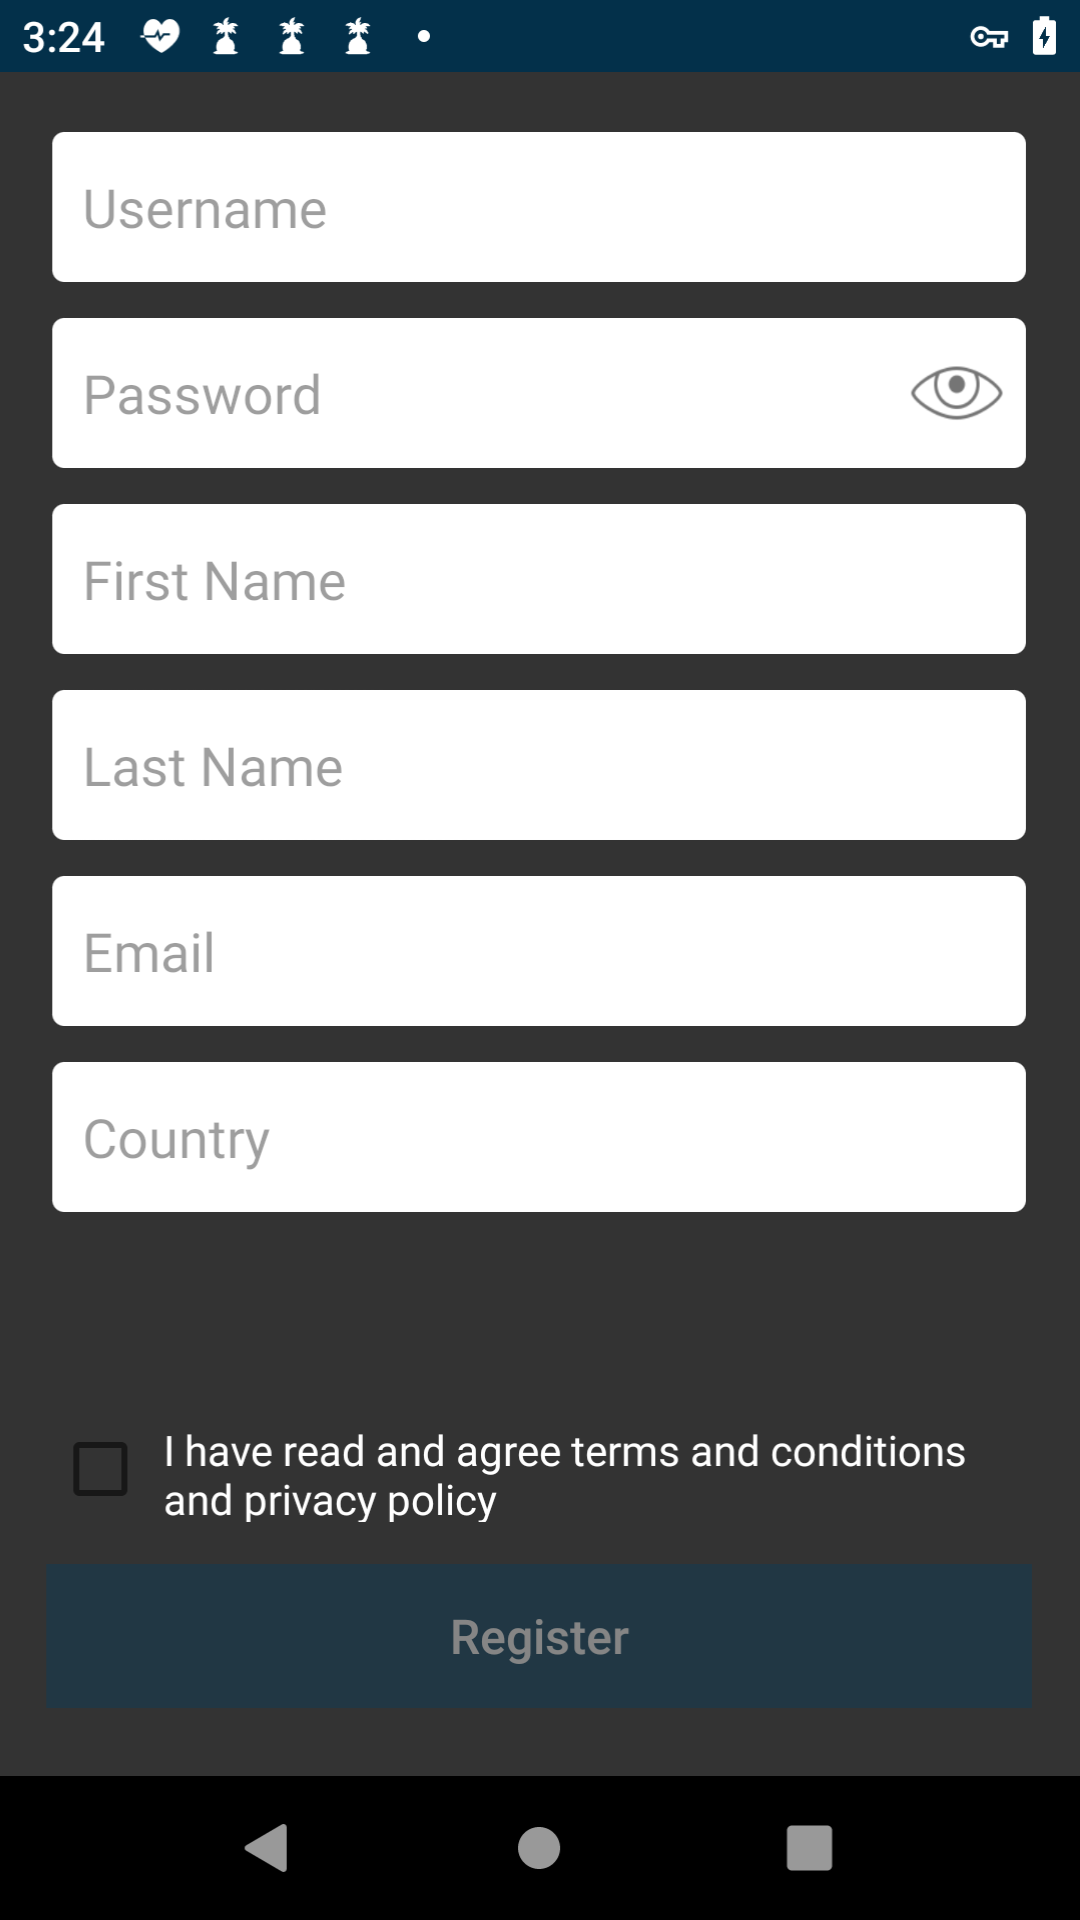 3:24
Username
Password
First Name
Last Name
Email
Country
I have read and agree terms and conditions
and privacy policy
Register